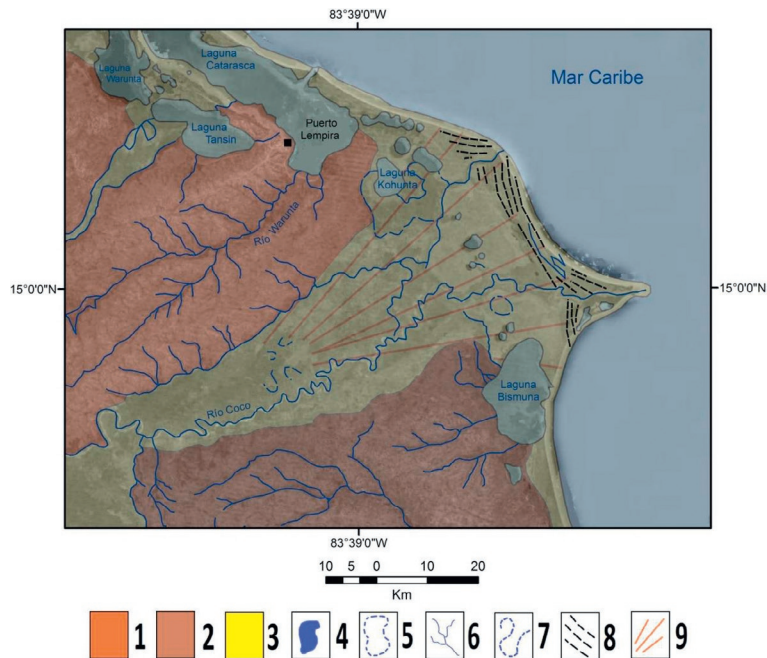 83°39'0"W
Laguna
Catarasca
Laguna
Warunta
Mar Caribe
Puerto
Lempira
Laguna
Tansin
Laguna
Kohunta
Río Warunta
15°0'0"N
15°0'0"N
Laguna
Bismuna
Río Coco
83°39'0"W
10 5 0 10 20
Km
1 2 3 4 5 6 7 8 9